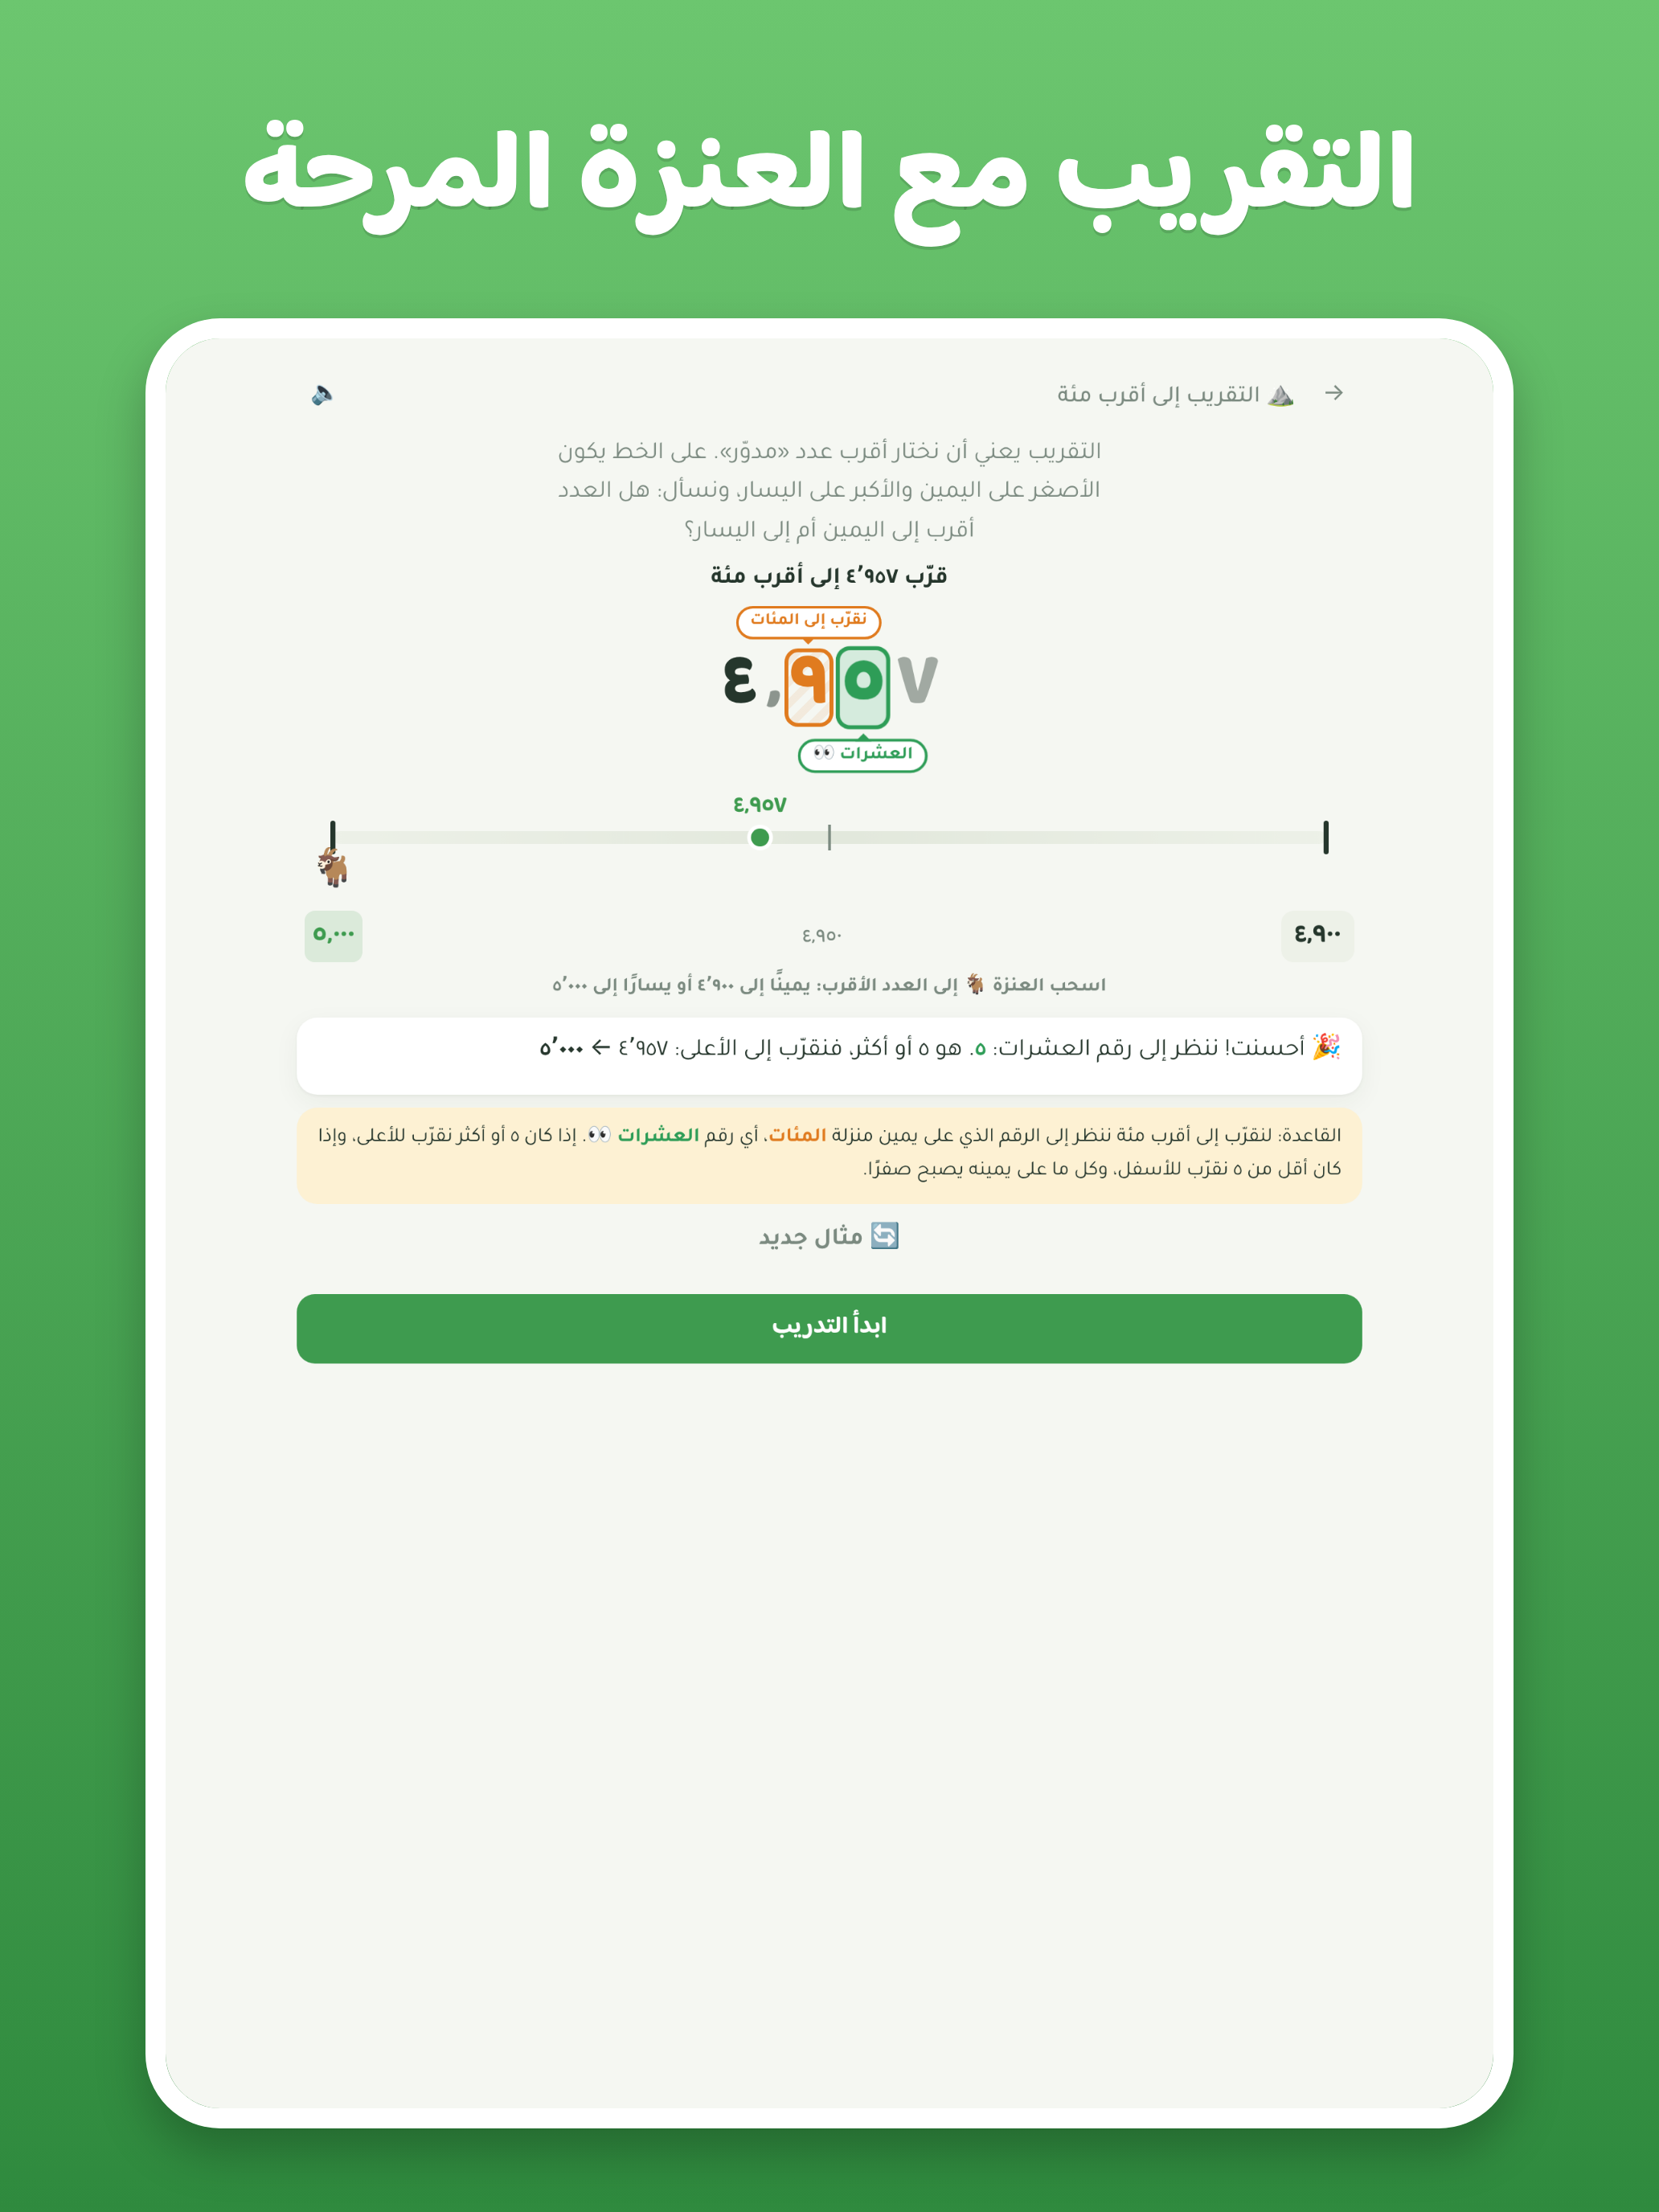 التقريب مع العنزة المرحة
→ ⛰️ التقريب إلى أقرب مئة 🔈
التقريب يعني أن نختار أقرب عدد «مدوّر». على الخط يكون
الأصغر على اليمين والأكبر على اليسار، ونسأل: هل العدد
أقرب إلى اليمين أم إلى اليسار؟
قرّب ٤٬٩٥٧ إلى أقرب مئة
نقرّب إلى المئات
٤,٩٥٧
العشرات 👀
٤,٩٥٧
٤,٩٠٠
٤,٩٥٠
٥,٠٠٠
اسحب العنزة 🐐 إلى العدد الأقرب: يمينًا إلى ٤٬٩٠٠ أو يسارًا إلى ٥٬٠٠٠
🎉 أحسنت! ننظر إلى رقم العشرات: ٥. هو ٥ أو أكثر، فنقرّب إلى الأعلى: ٤٬٩٥٧ ← ٥٬٠٠٠
القاعدة: لنقرّب إلى أقرب مئة ننظر إلى الرقم الذي على يمين منزلة المئات، أي رقم العشرات 👀. إذا كان ٥ أو أكثر نقرّب للأعلى، وإذا
كان أقل من ٥ نقرّب للأسفل، وكل ما على يمينه يصبح صفرًا.
🔄 مثال جديد
ابدأ التدريب